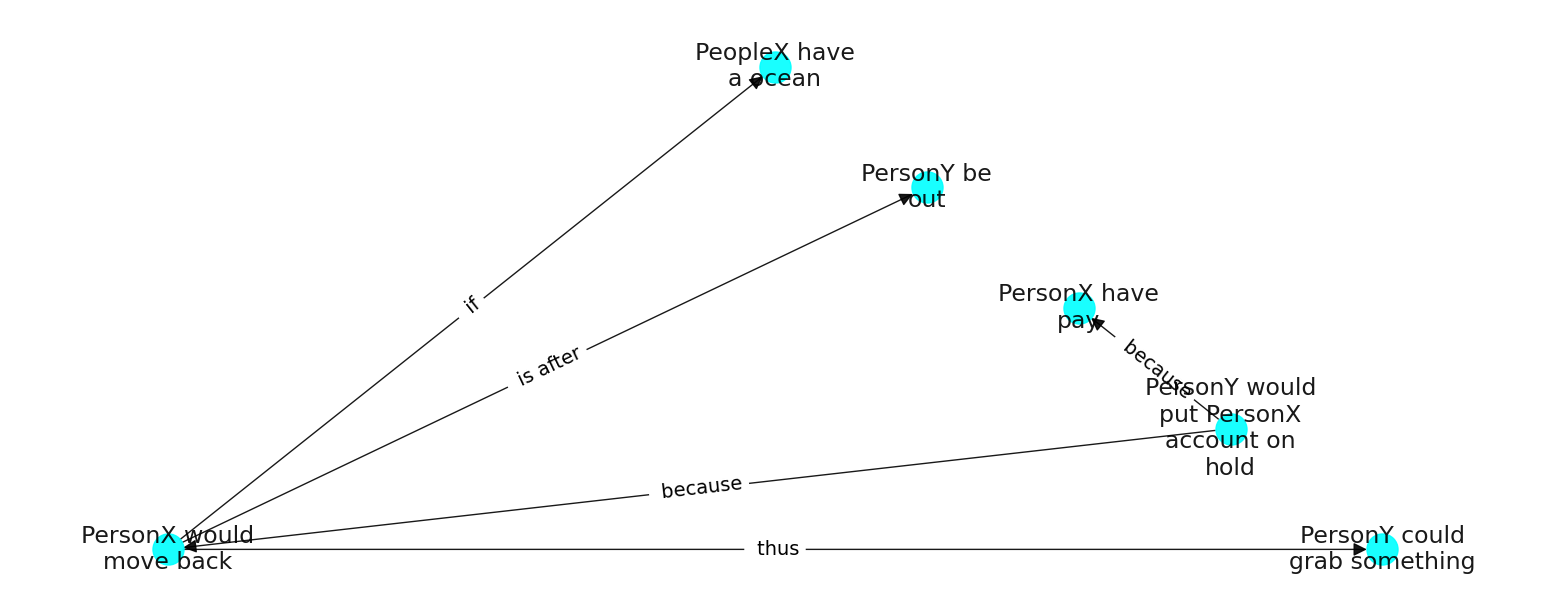 PeopleX have
a ocean
PersonY be
out
PersonX have
pay
if
is after
because
PersonY would
put PersonX
account on
hold
because
PersonX would
move back
thus
PersonY could
grab something